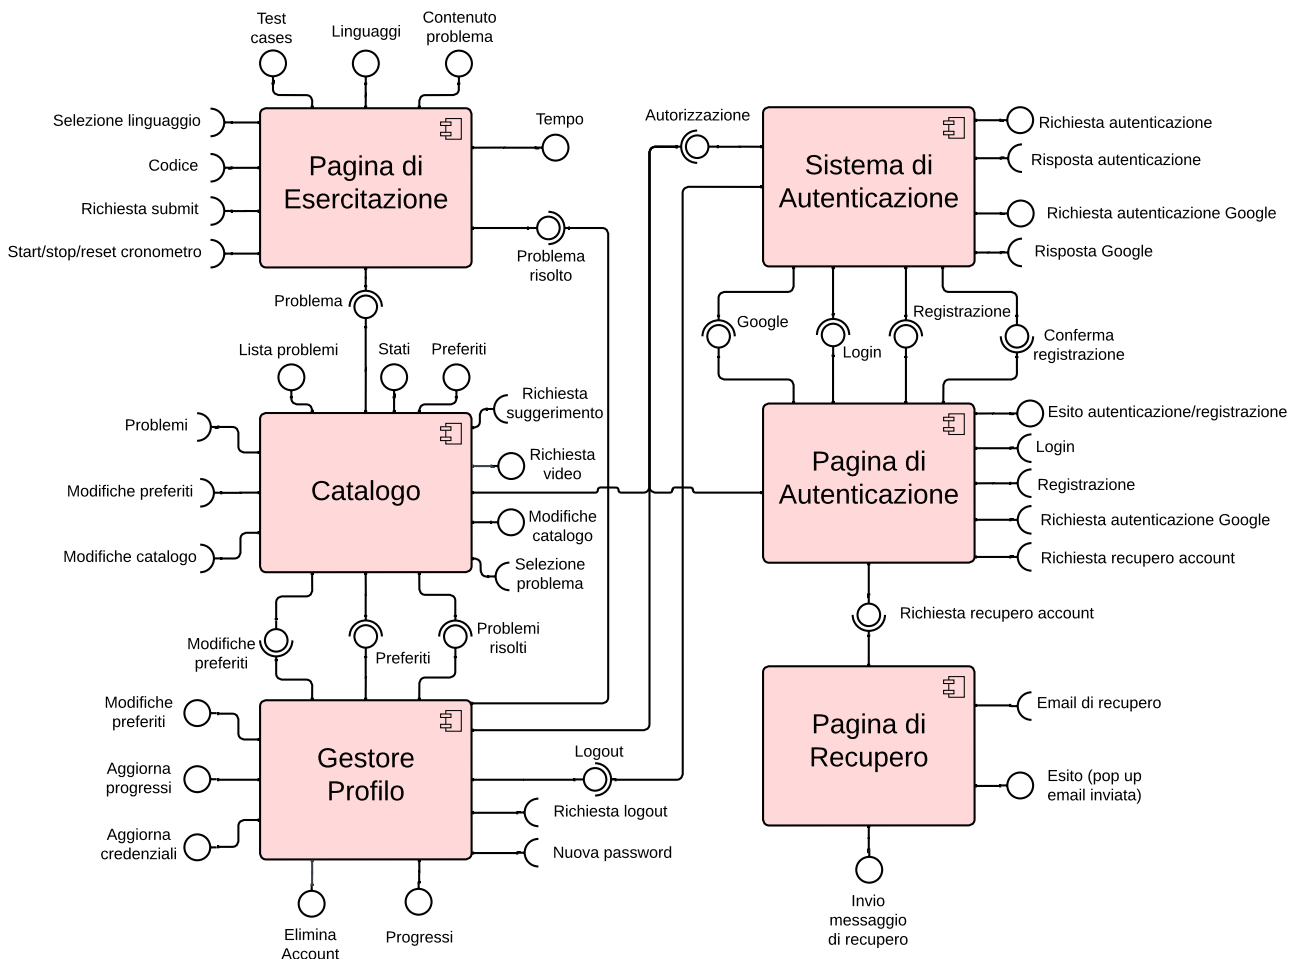 Test
cases
Linguaggi
Contenuto
problema
Selezione linguaggio
Codice
Richiesta submit
Start/stop/reset cronometro
Pagina di
Esercitazione
Tempo
Problema
risolto
Problema
Autorizzazione
Sistema di
Autenticazione
Richiesta autenticazione
Risposta autenticazione
Richiesta autenticazione Google
Risposta Google
Google
Login
Registrazione
Conferma
registrazione
Lista problemi
Stati
Preferiti
Problemi
Modifiche preferiti
Modifiche catalogo
Catalogo
Richiesta
suggerimento
Richiesta
video
Modifiche
catalogo
Selezione
problema
Pagina di
Autenticazione
Esito autenticazione/registrazione
Login
Registrazione
Richiesta autenticazione Google
Richiesta recupero account
Modifiche
preferiti
Preferiti
Problemi
risolti
Richiesta recupero account
Modifiche
preferiti
Aggiorna
progressi
Aggiorna
credenziali
Gestore
Profilo
Logout
Richiesta logout
Nuova password
Elimina
Account
Progressi
Pagina di
Recupero
Email di recupero
Esito (pop up
email inviata)
Invio
messaggio
di recupero